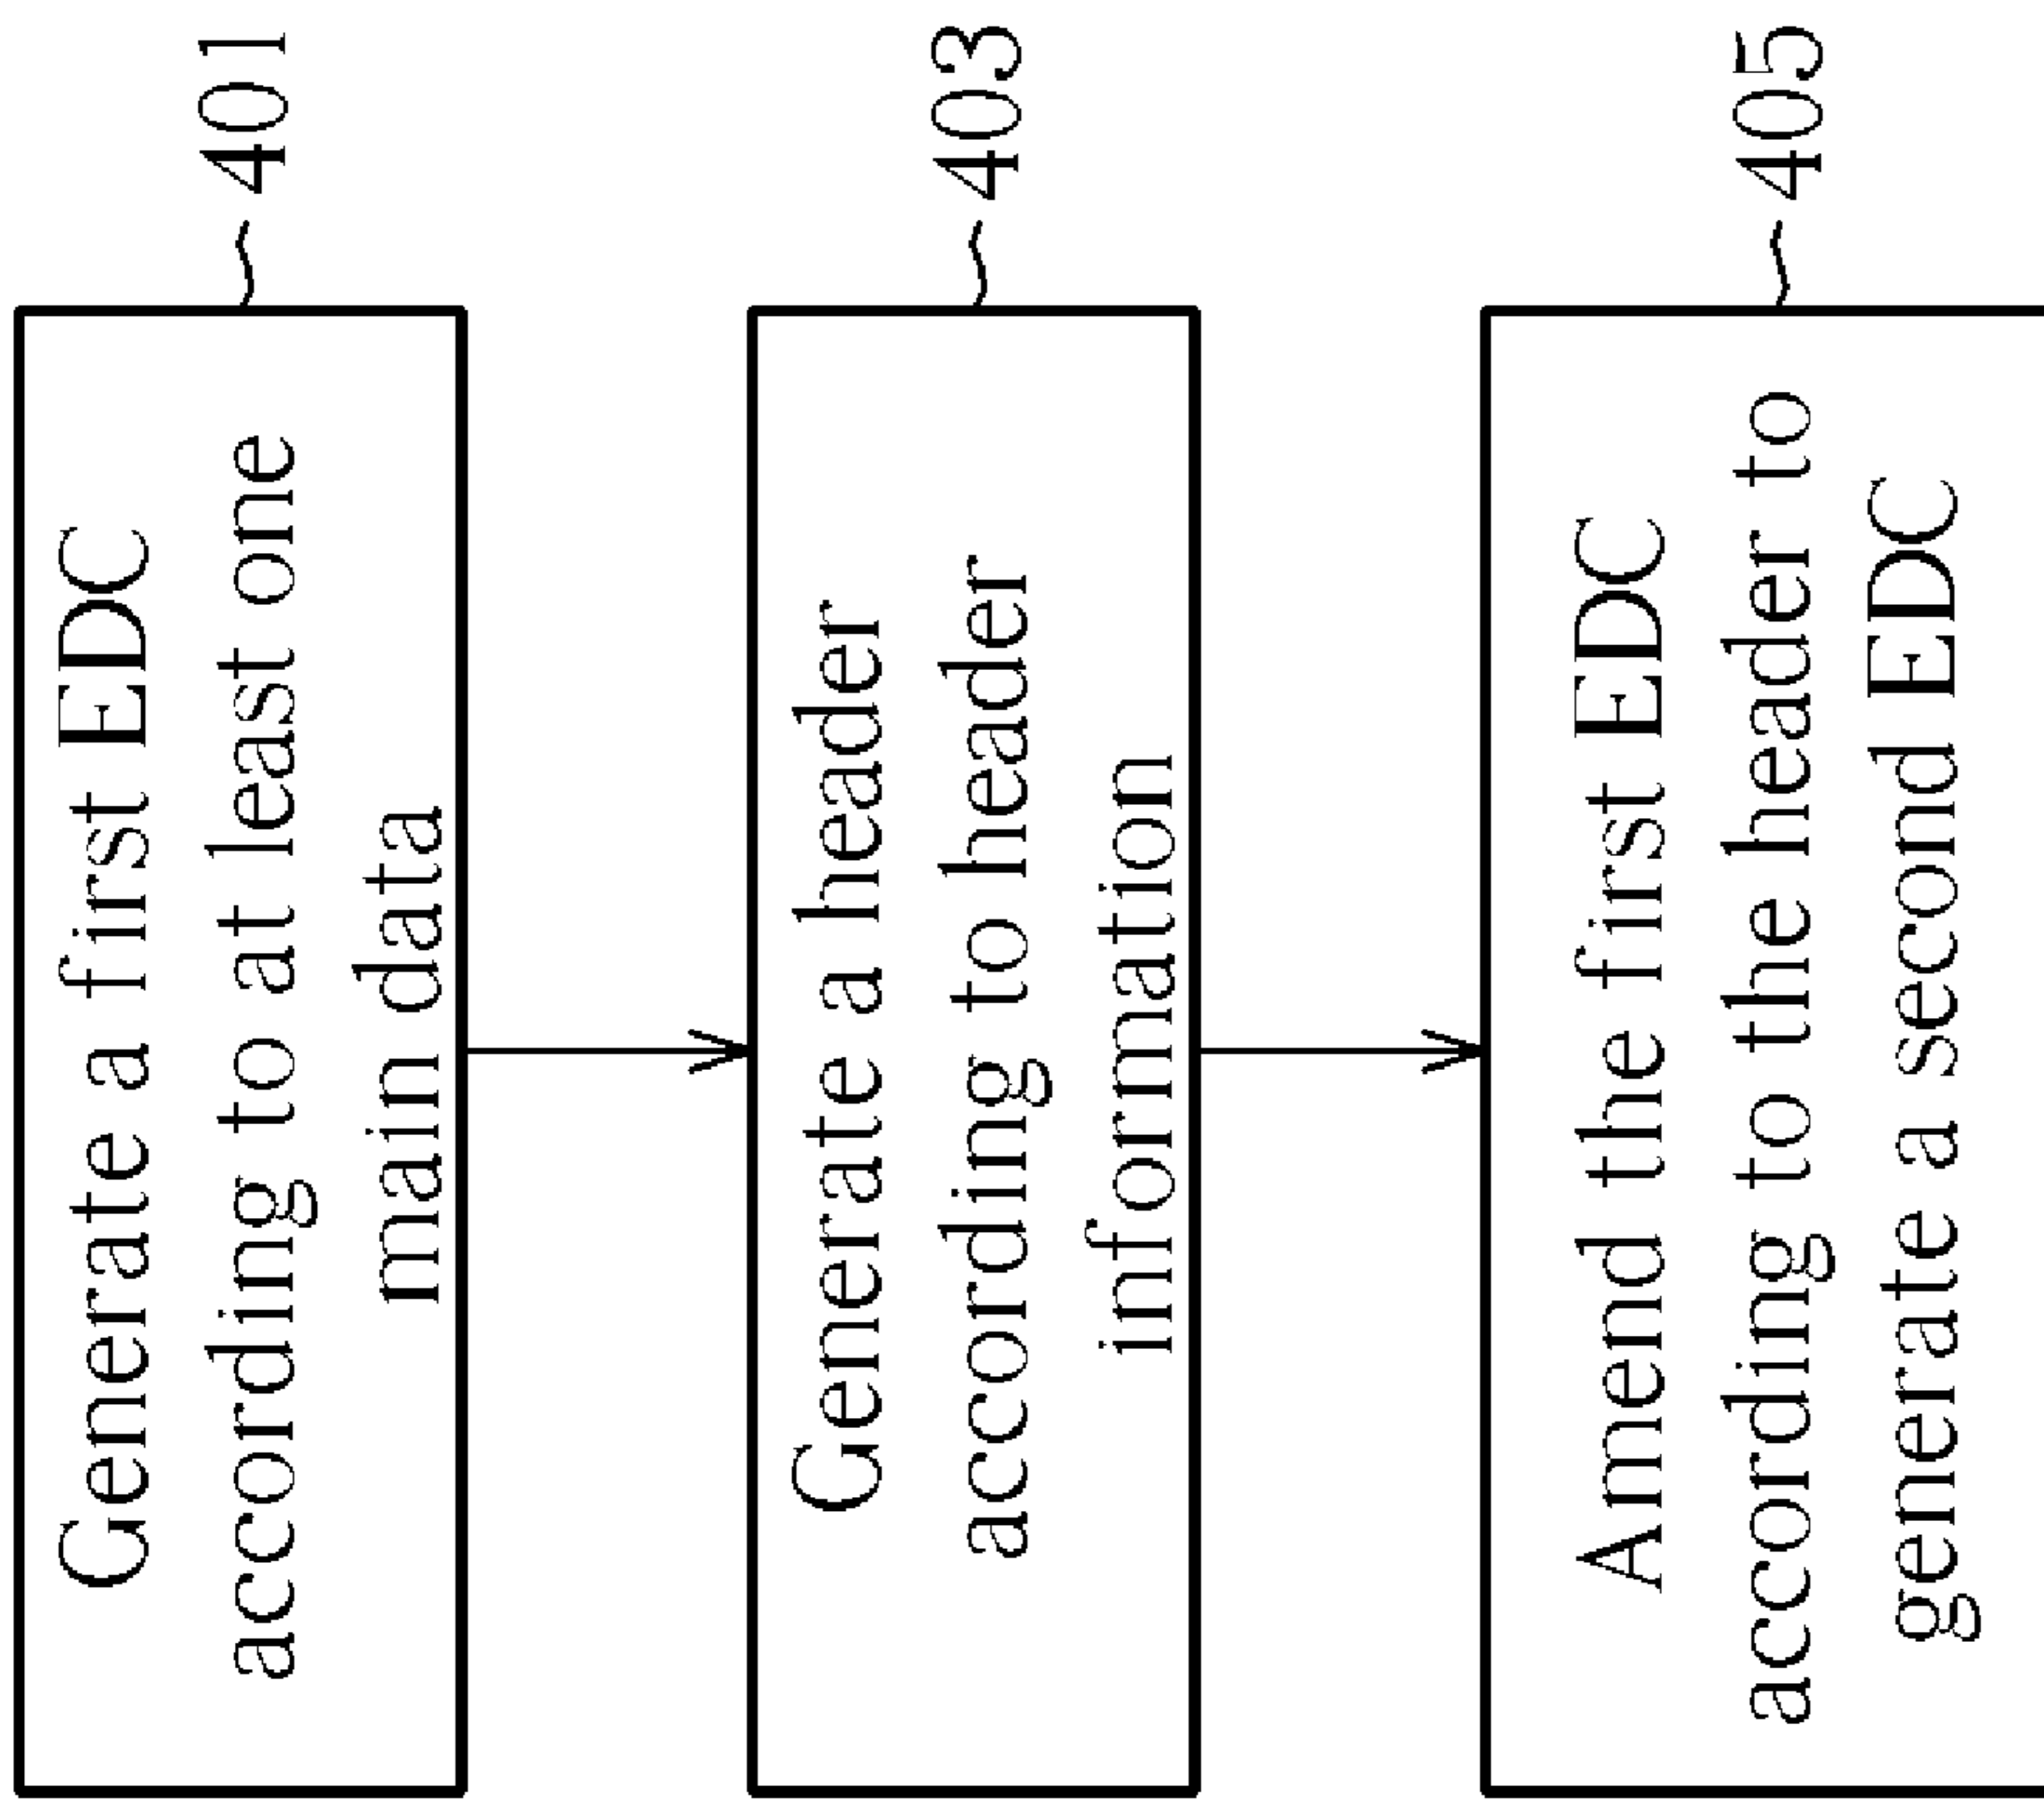 Generate a first EDC
according to at least one
main data
401
Generate a header
according to header
information
403
Amend the first EDC
according to the header to
generate a second EDC
405